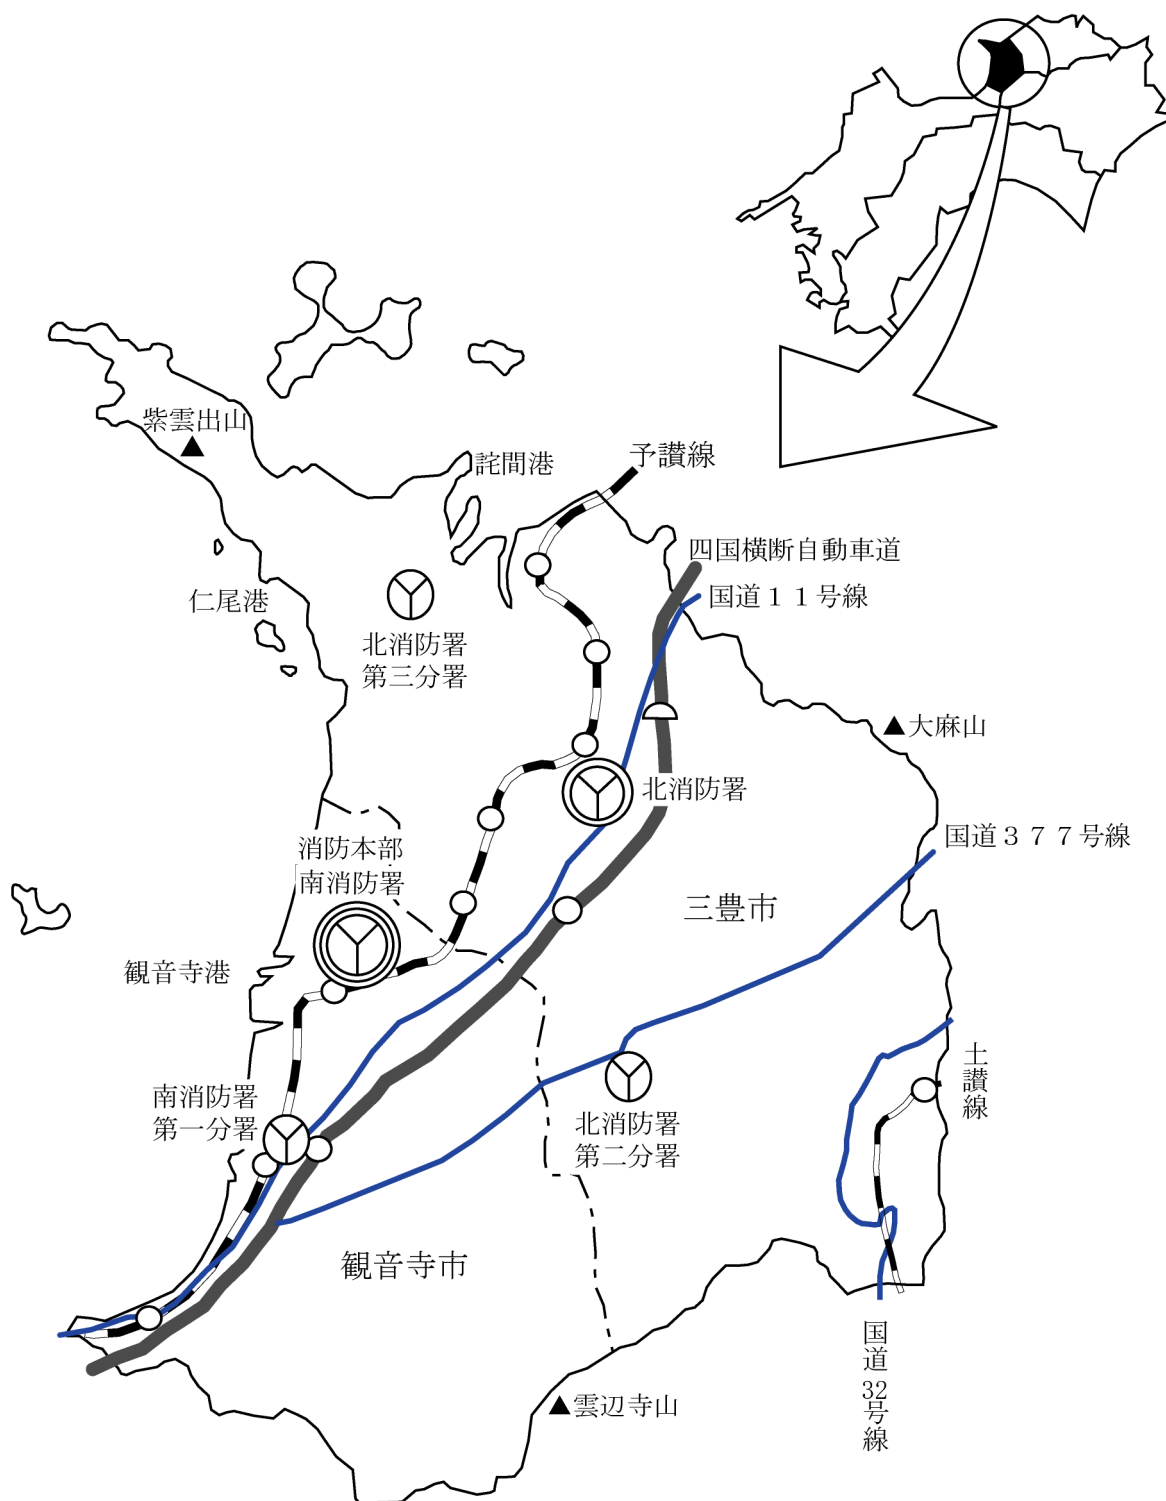 紫雲出山
詫間港
予讃線
四国横断自動車道
国道１１号線
仁尾港
北消防署
第三分署
大麻山
北消防署
国道３７７号線
消防本部
南消防署
三豊市
観音寺港
土讃線
南消防署
第一分署
北消防署
第二分署
観音寺市
国道32号線
雲辺寺山